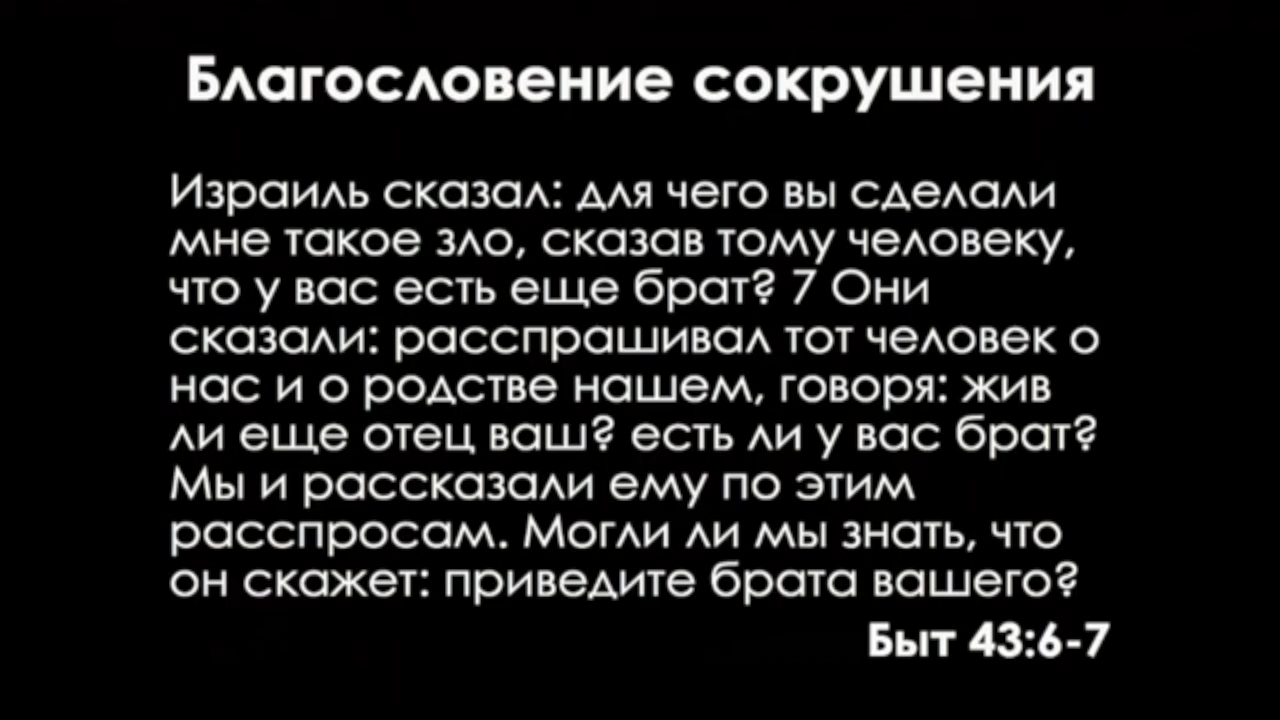 Благословение сокрушения
Израиль сказал: для чего вы сделали
мне такое зло, сказав тому человеку,
что у вас есть еще брат? 7 Они
сказали: расспрашивал тот человек о
нас и о родстве нашем, говоря: жив
ли еще отец ваш? есть ли у вас брат?
Мы и рассказали ему по этим
расспросам. Могли ли мы знать, что
он скажет: приведите брата вашего?
Быт 43:6-7